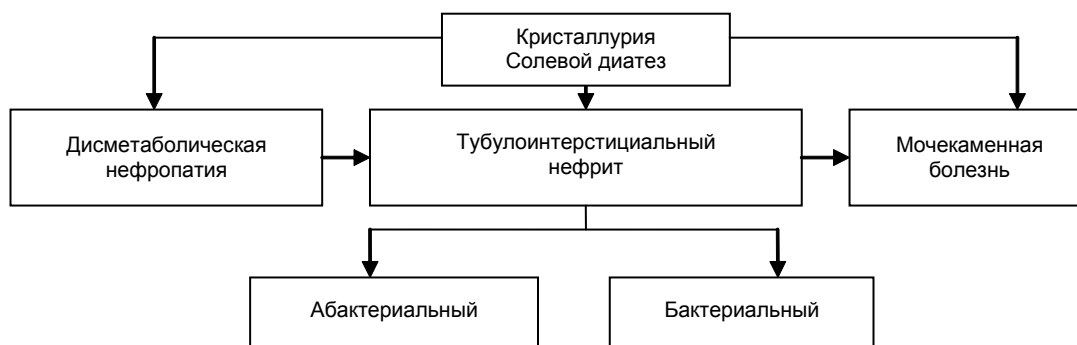 Кристаллурия
Солевой диатез
Дисметаболическая
нефропатия
Тубулоинтерстициальный
нефрит
Мочекаменная
болезнь
Абактериальный
Бактериальный